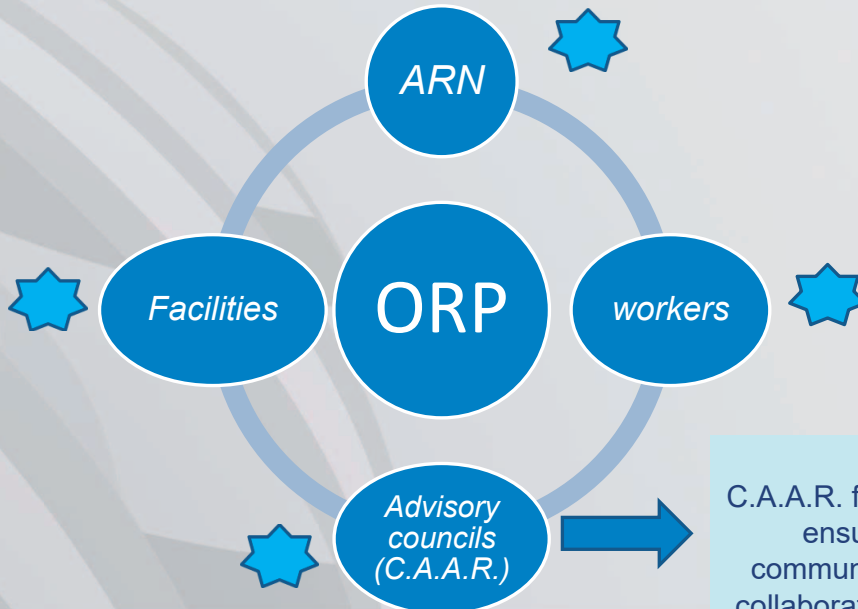 ARN
Facilities
ORP
workers
Advisory
councils
(C.A.A.R.)
C.A.A.R.